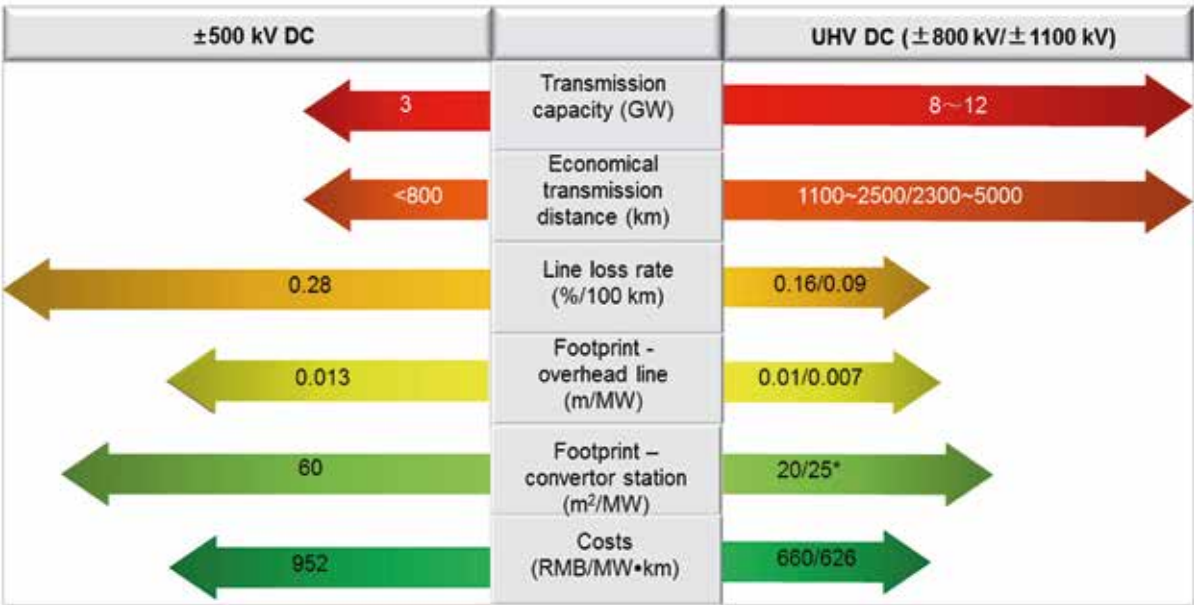 ±500 kV DC
UHV DC (±800 kV/±1100 kV)
3
Transmission
capacity (GW)
8～12
<800
Economical
transmission
distance (km)
1100~2500/2300~5000
0.28
Line loss rate
(%/100 km)
0.16/0.09
0.013
Footprint -
overhead line
(m/MW)
0.01/0.007
60
Footprint –
convertor station
(m²/MW)
20/25*
952
Costs
(RMB/MW•km)
660/626